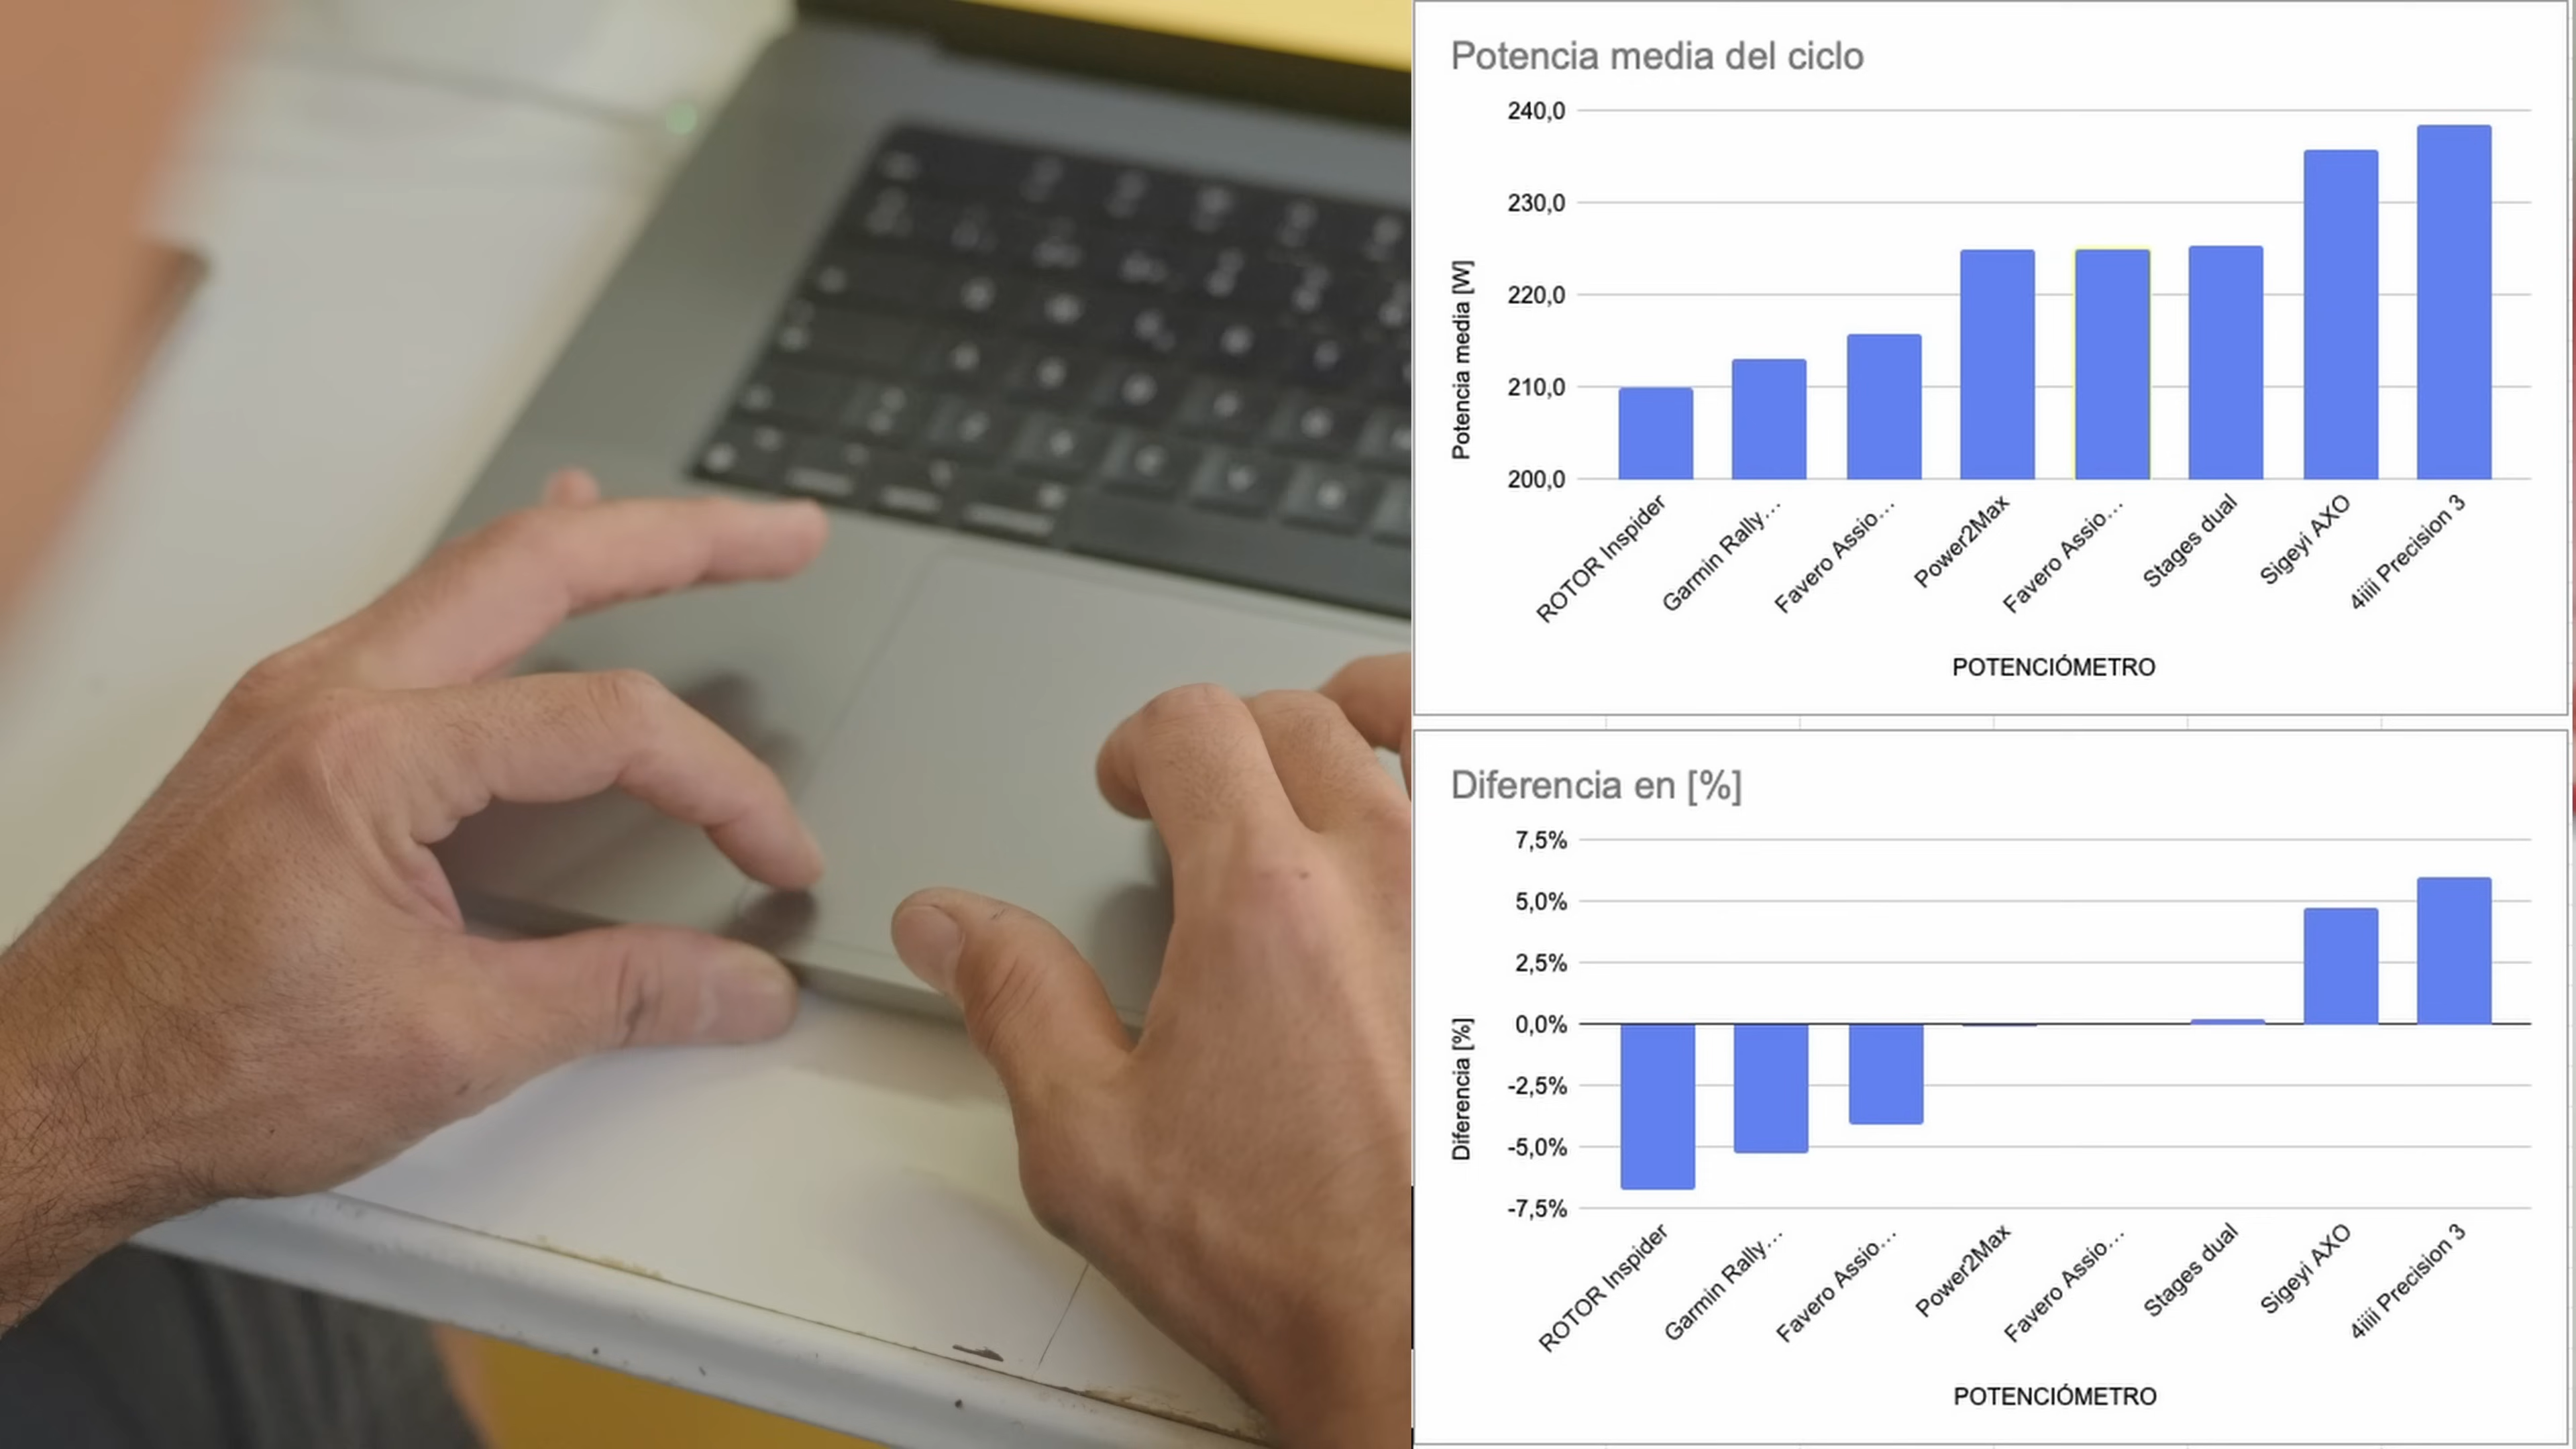 Potencia media del ciclo
240,0
230,0
220,0
210,0
200,0
Potencia media [W]
ROTOR Inspider
Garmin Rally...
Favero Assio...
Power2Max
Favero Assio...
Stages dual
Sigeyi AXO
4iiii Precision 3
POTENCIÓMETRO
Diferencia en [%]
7,5%
5,0%
2,5%
0,0%
-2,5%
-5,0%
-7,5%
Diferencia [%]
ROTOR Inspider
Garmin Rally...
Favero Assio...
Power2Max
Favero Assio...
Stages dual
Sigeyi AXO
4iiii Precision 3
POTENCIÓMETRO